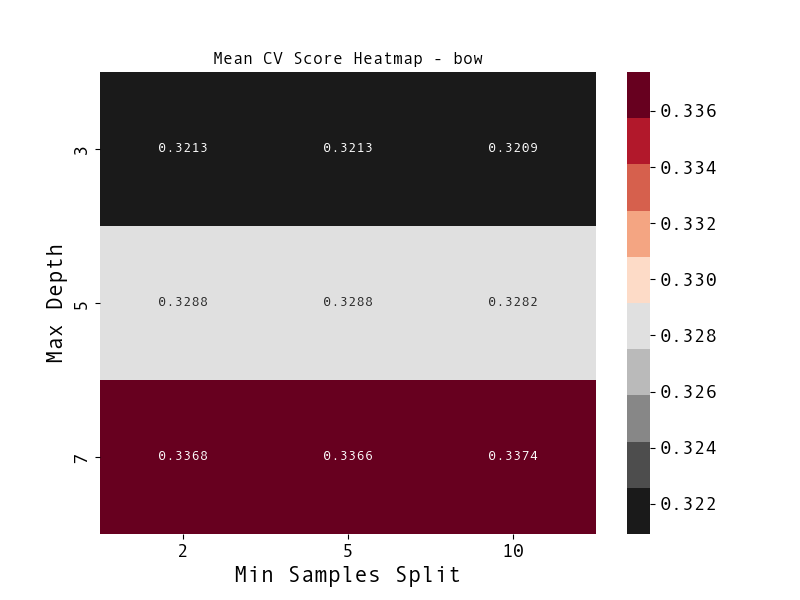 Mean CV Score Heatmap - bow
Max Depth
3
0.3213 0.3213 0.3209
5
0.3288 0.3288 0.3282
7
0.3368 0.3366 0.3374
2 5 10
Min Samples Split
0.336
0.334
0.332
0.330
0.328
0.326
0.324
0.322